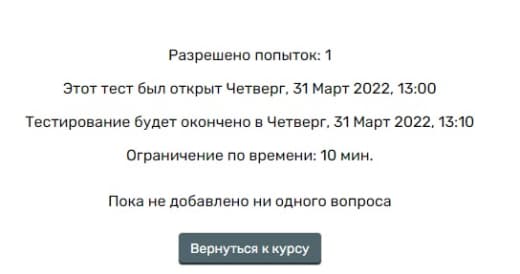 Разрешено попыток: 1
Этот тест был открыт Четверг, 31 Март 2022, 13:00
Тестирование будет окончено в Четверг, 31 Март 2022, 13:10
Ограничение по времени: 10 мин.
Пока не добавлено ни одного вопроса
Вернуться к курсу